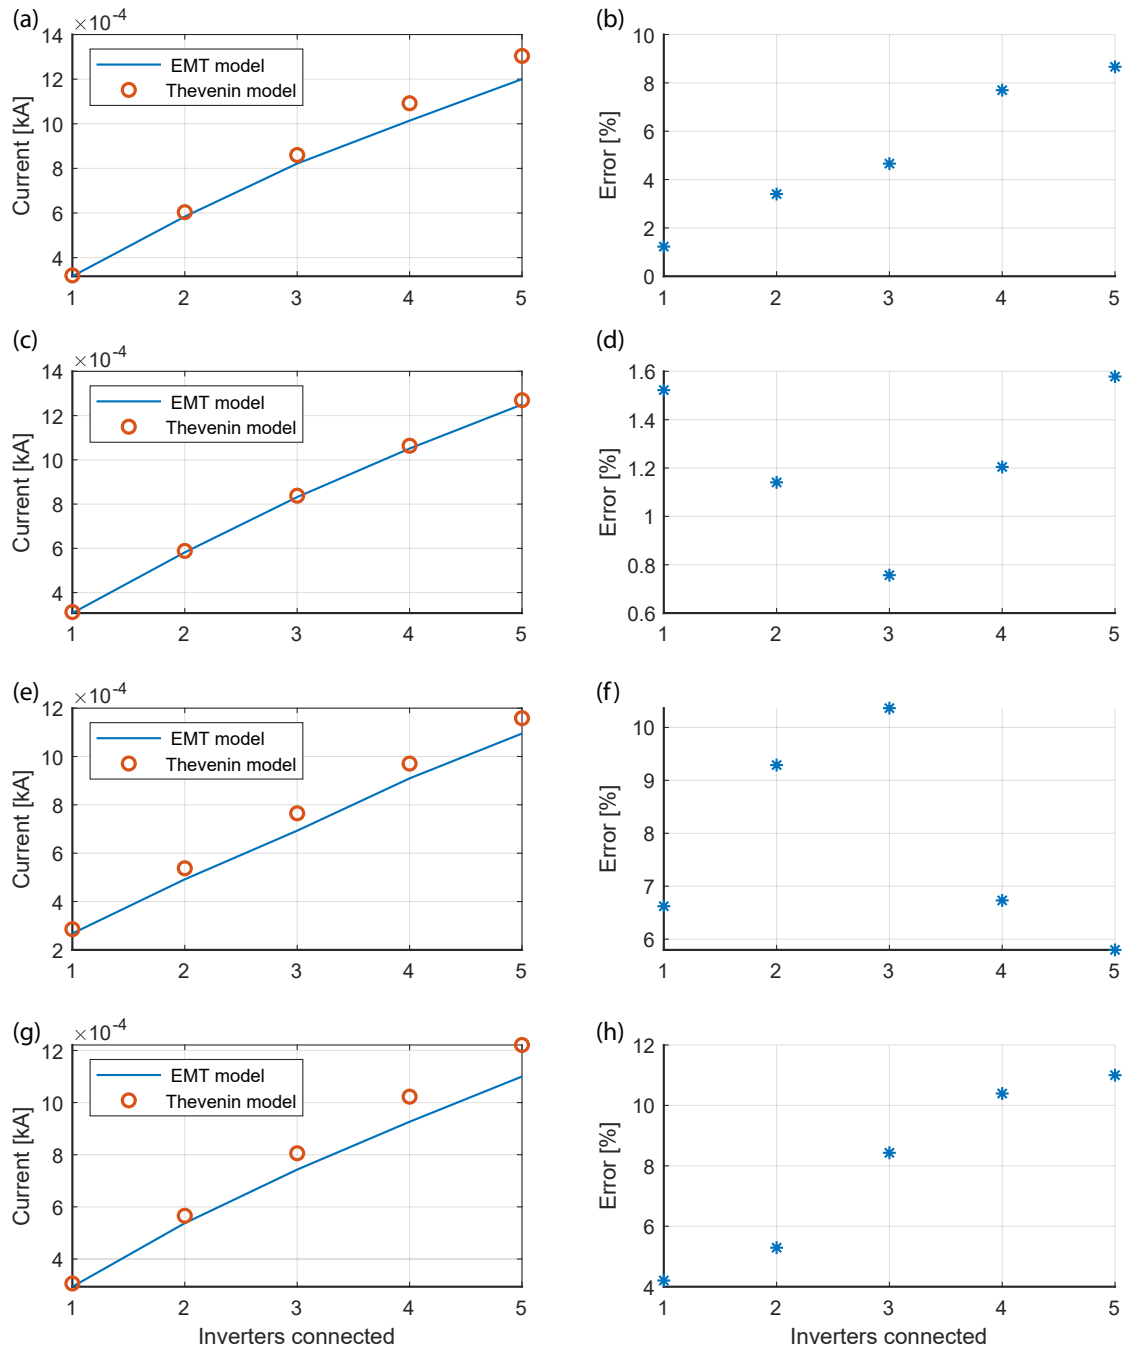 (a)
×10-4
14
12
10
8
6
4
Current [kA]
EMT model
Thevenin model
1 2 3 4 5
(b)
10
8
6
4
2
0
Error [%]
1 2 3 4 5
(c)
×10-4
14
12
10
8
6
4
Current [kA]
EMT model
Thevenin model
1 2 3 4 5
(d)
1.6
1.4
1.2
1
0.8
0.6
Error [%]
1 2 3 4 5
(e)
×10-4
12
10
8
6
4
2
Current [kA]
EMT model
Thevenin model
1 2 3 4 5
(f)
10
9
8
7
6
Error [%]
1 2 3 4 5
(g)
×10-4
12
10
8
6
4
Current [kA]
EMT model
Thevenin model
1 2 3 4 5
Inverters connected
(h)
12
10
8
6
4
Error [%]
1 2 3 4 5
Inverters connected